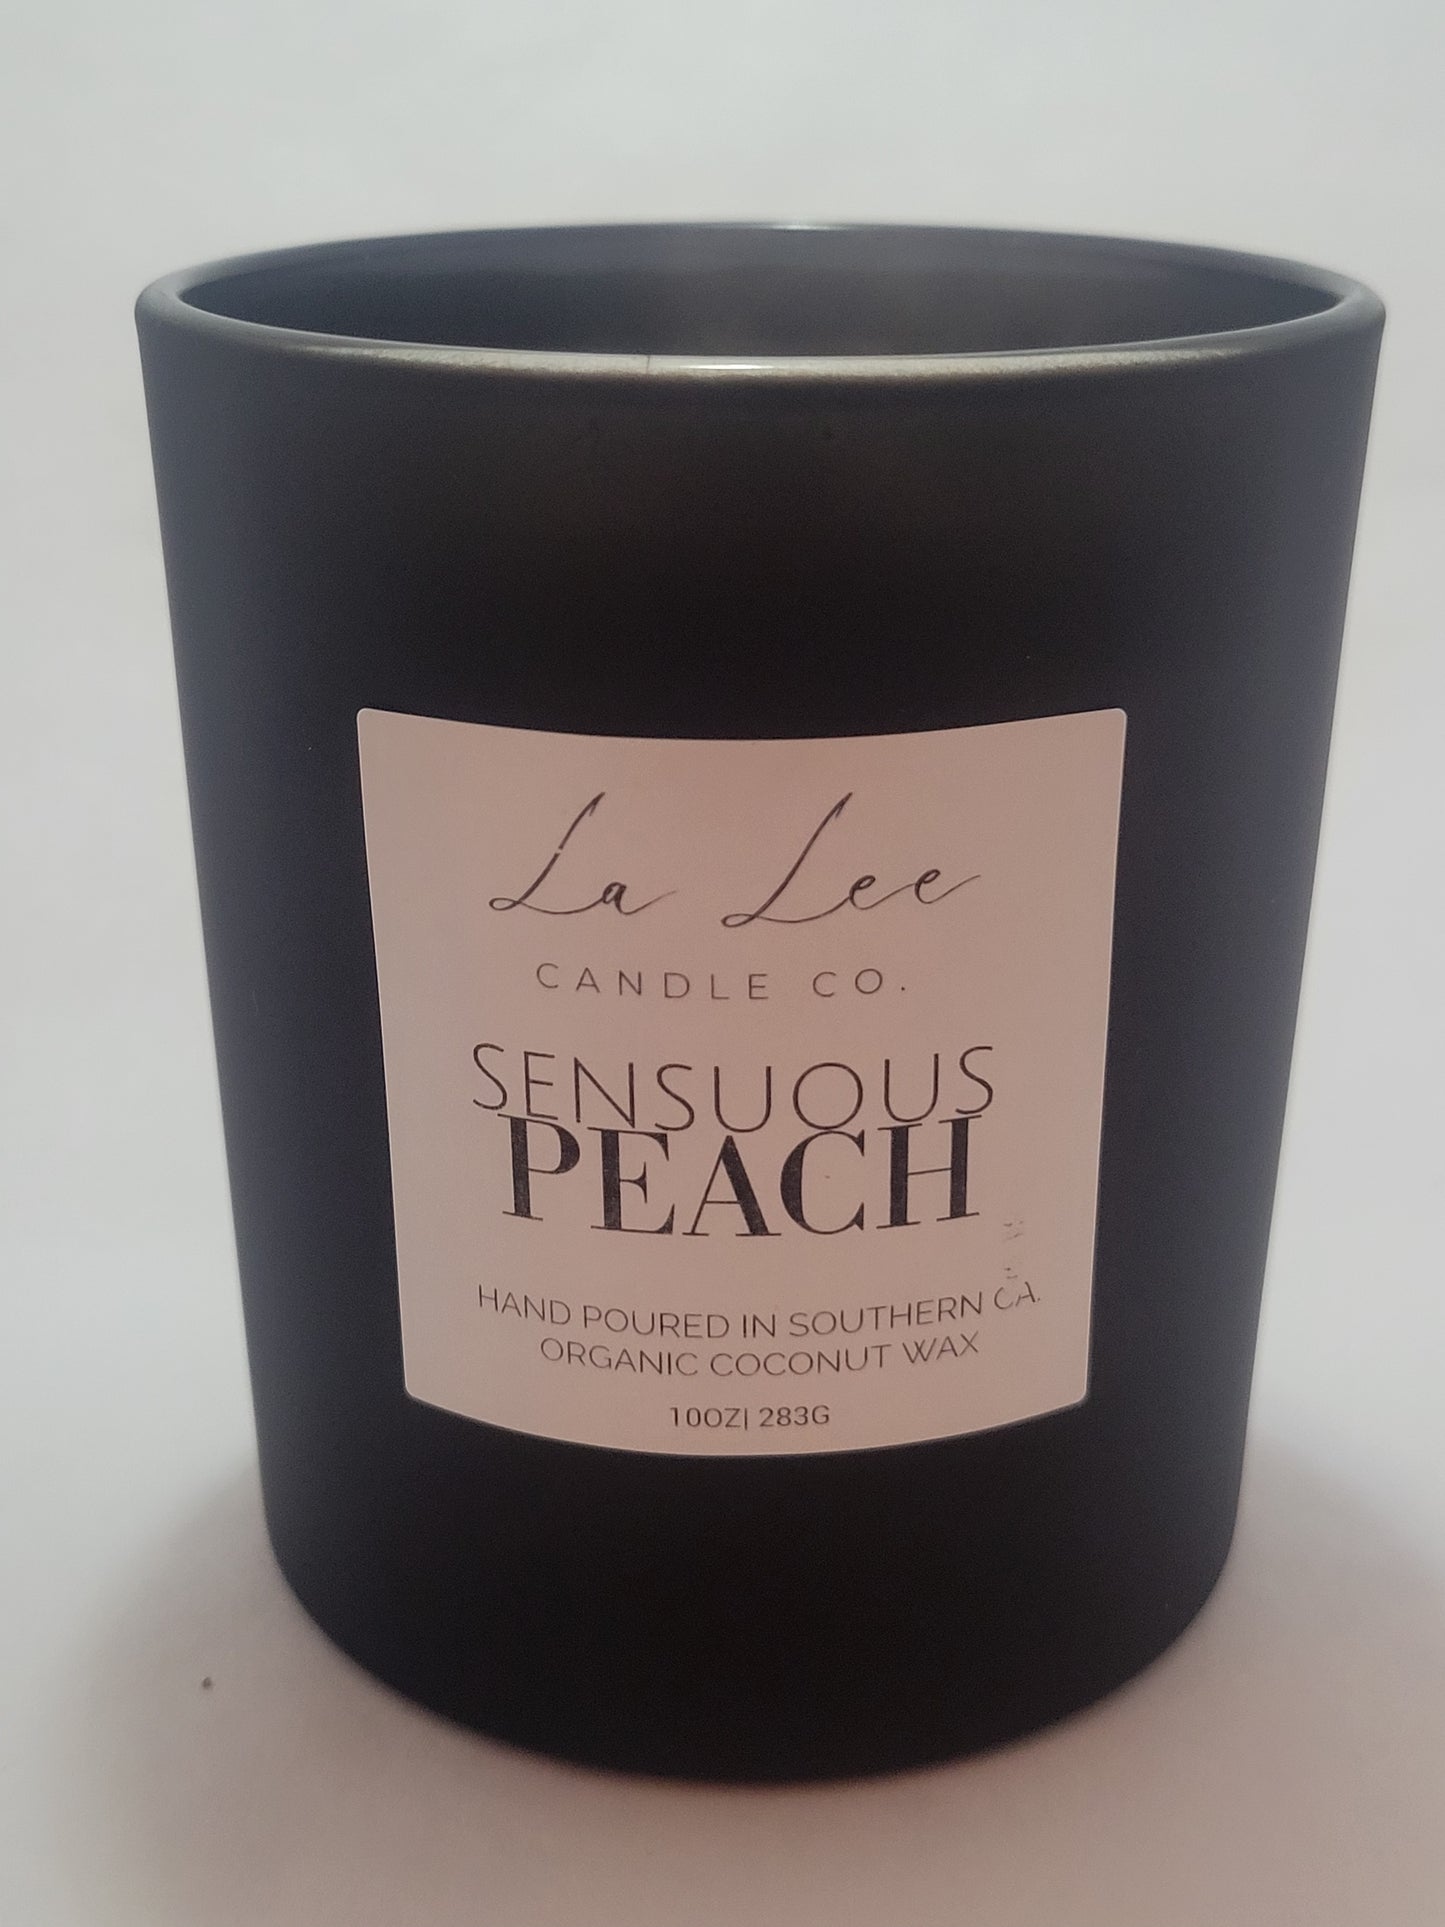 La Lee
CANDLE CO.
SENSUOUS
PEACH
HAND POURED IN SOUTHERN CA.
ORGANIC COCONUT WAX
10OZ| 283G